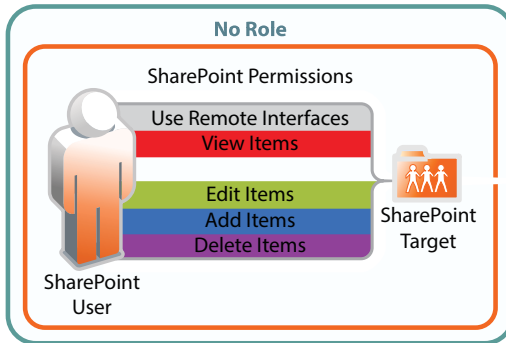 No Role
SharePoint Permissions
Use Remote Interfaces
View Items
Edit Items
Add Items
Delete Items
SharePoint
User
SharePoint
Target